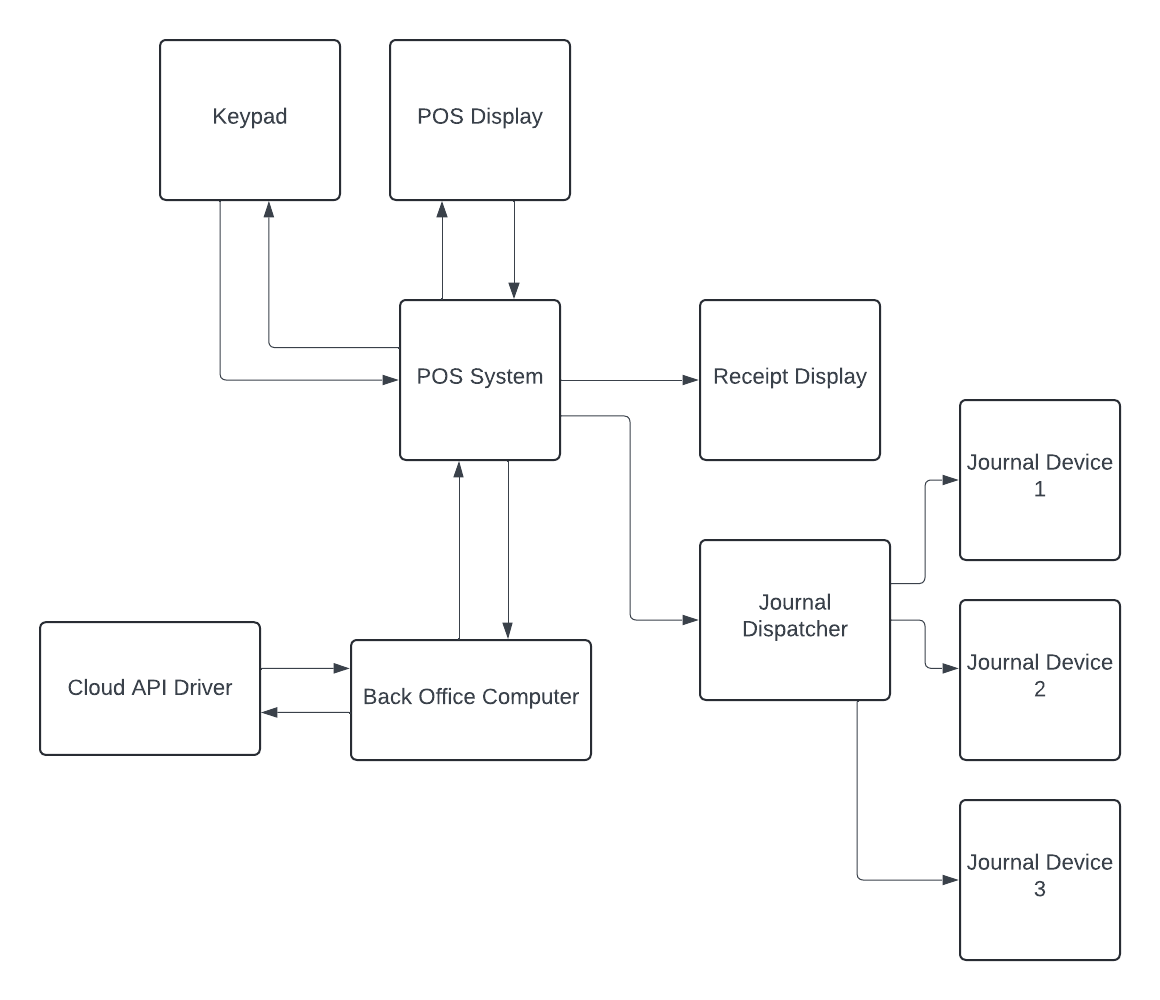 Keypad
POS Display
POS System
Receipt Display
Journal Device
1
Journal
Dispatcher
Journal Device
2
Cloud API Driver
Back Office Computer
Journal Device
3